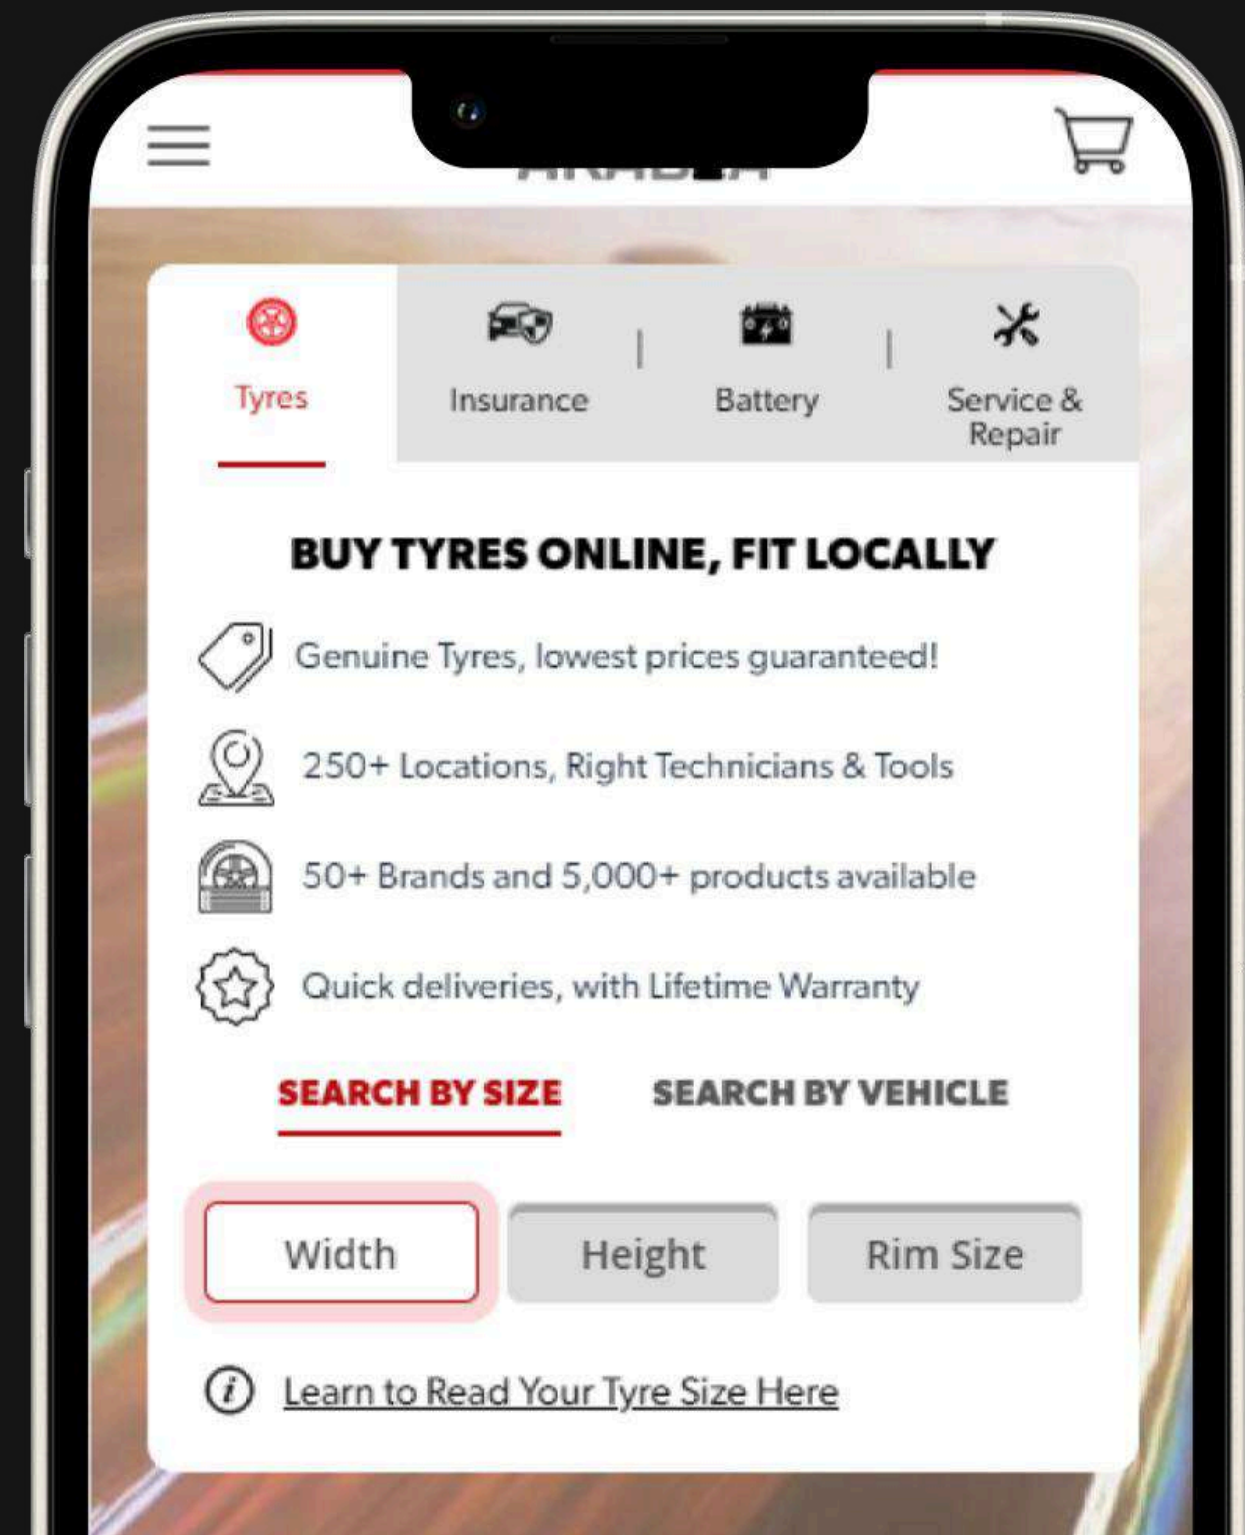 Tyres
Insurance
Battery
Service &
Repair
BUY TYRES ONLINE, FIT LOCALLY
Genuine Tyres, lowest prices guaranteed!
250+ Locations, Right Technicians & Tools
50+ Brands and 5,000+ products available
Quick deliveries, with Lifetime Warranty
SEARCH BY SIZE SEARCH BY VEHICLE
Width Height Rim Size
Learn to Read Your Tyre Size Here